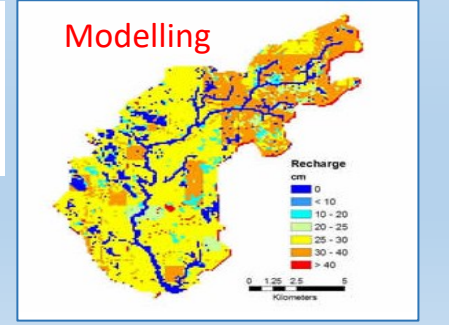 Modelling
Recharge
cm
0
< 10
10 - 20
20 - 25
25 - 30
30 - 40
> 40
0 1.25 2.5 5
Kilometers